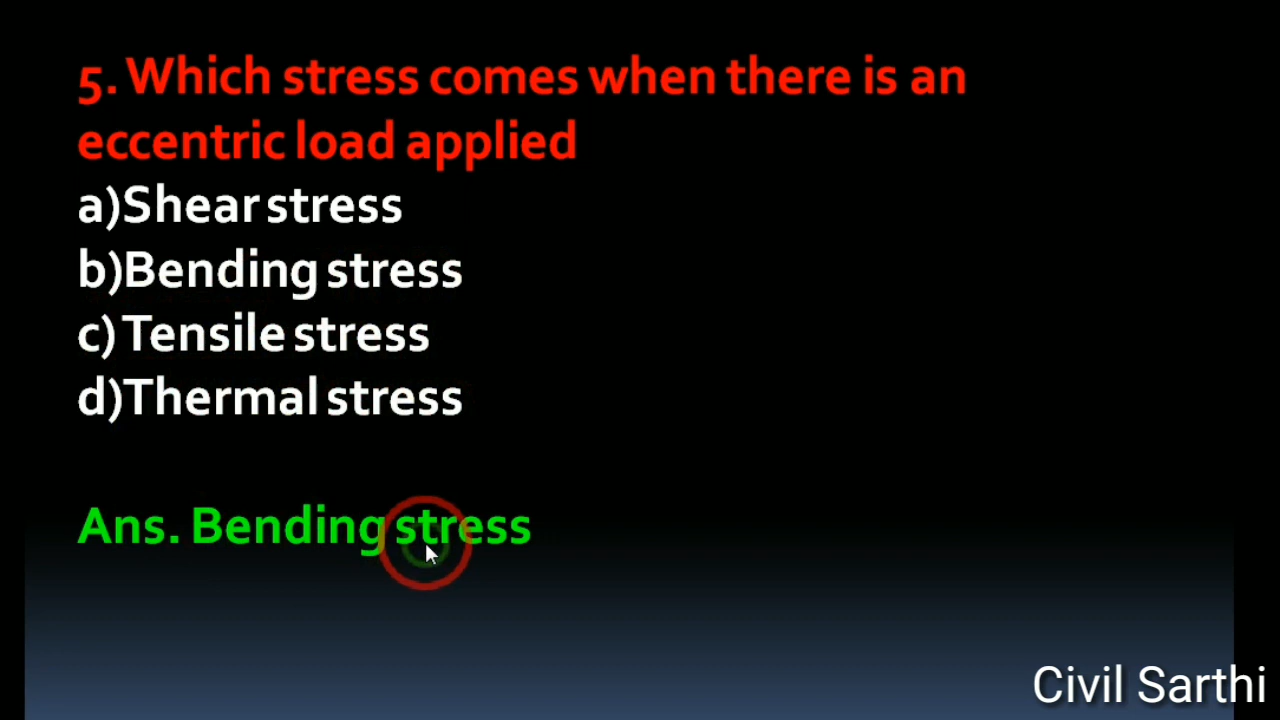 5. Which stress comes when there is an
eccentric load applied
a)Shear stress
b)Bending stress
c) Tensile stress
d)Thermal stress
Ans. Bending stress
Civil Sarthi